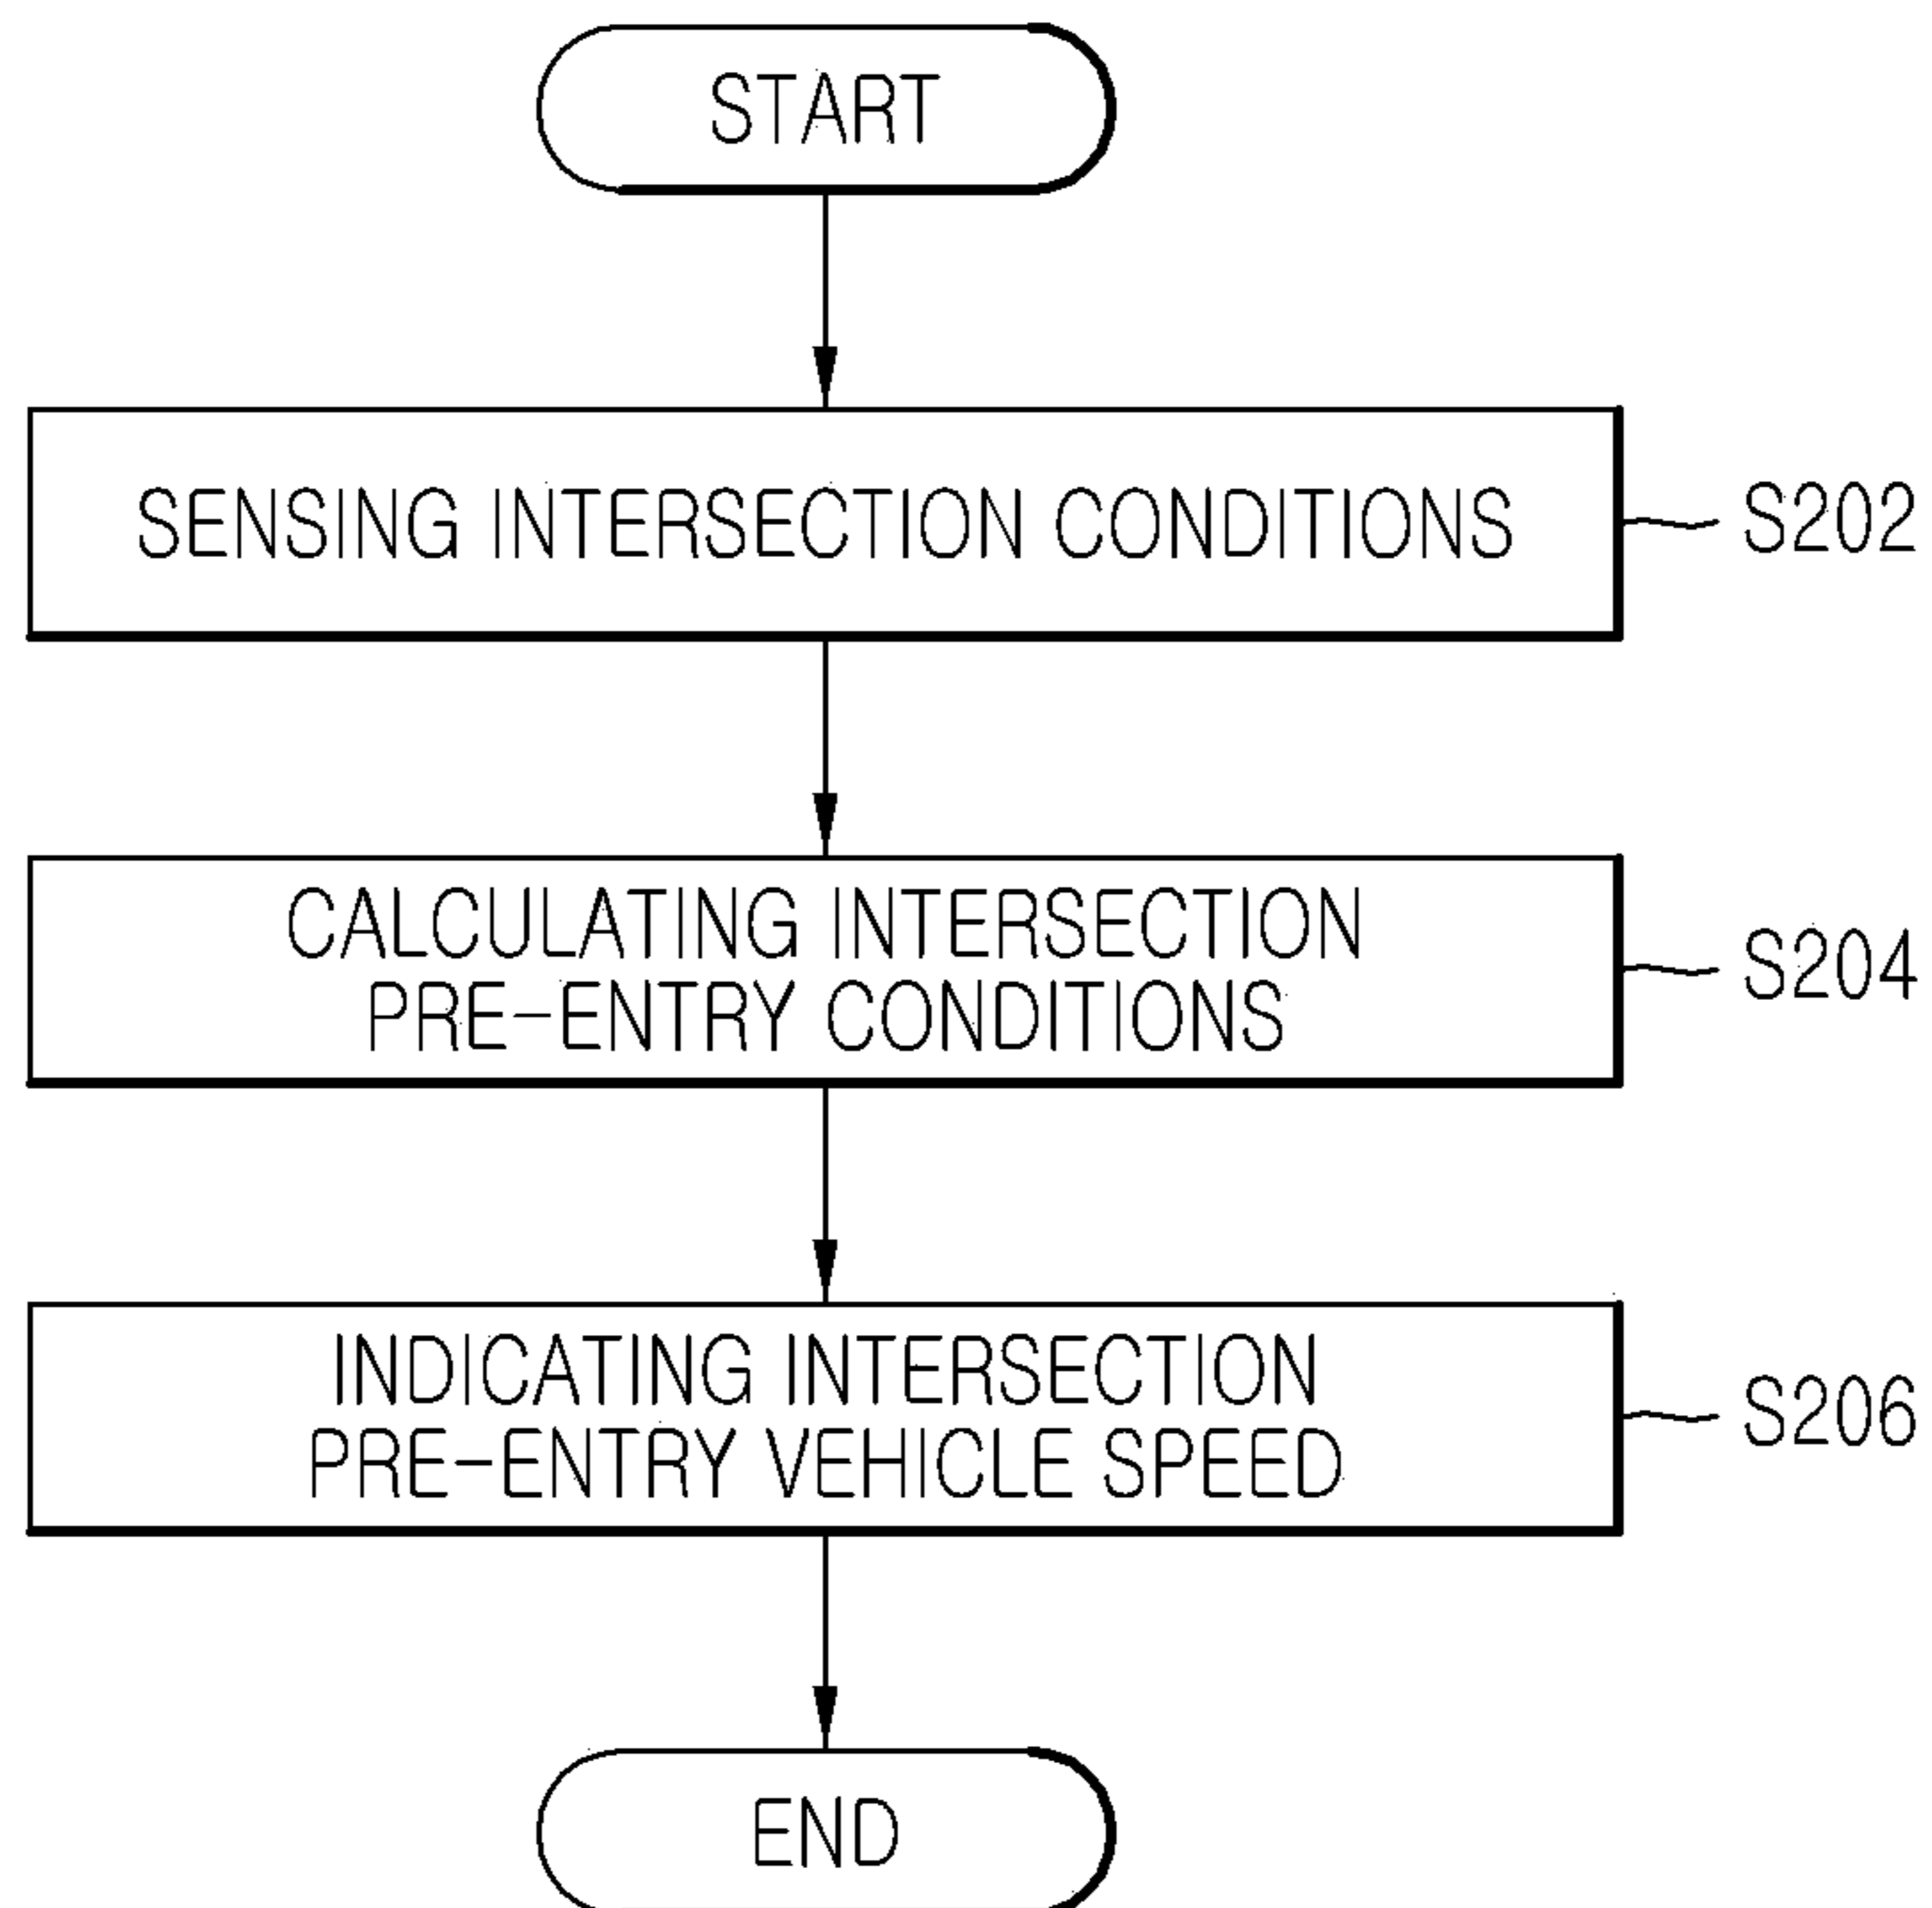 START
SENSING INTERSECTION CONDITIONS
S202
CALCULATING INTERSECTION
PRE-ENTRY CONDITIONS
S204
INDICATING INTERSECTION
PRE-ENTRY VEHICLE SPEED
S206
END